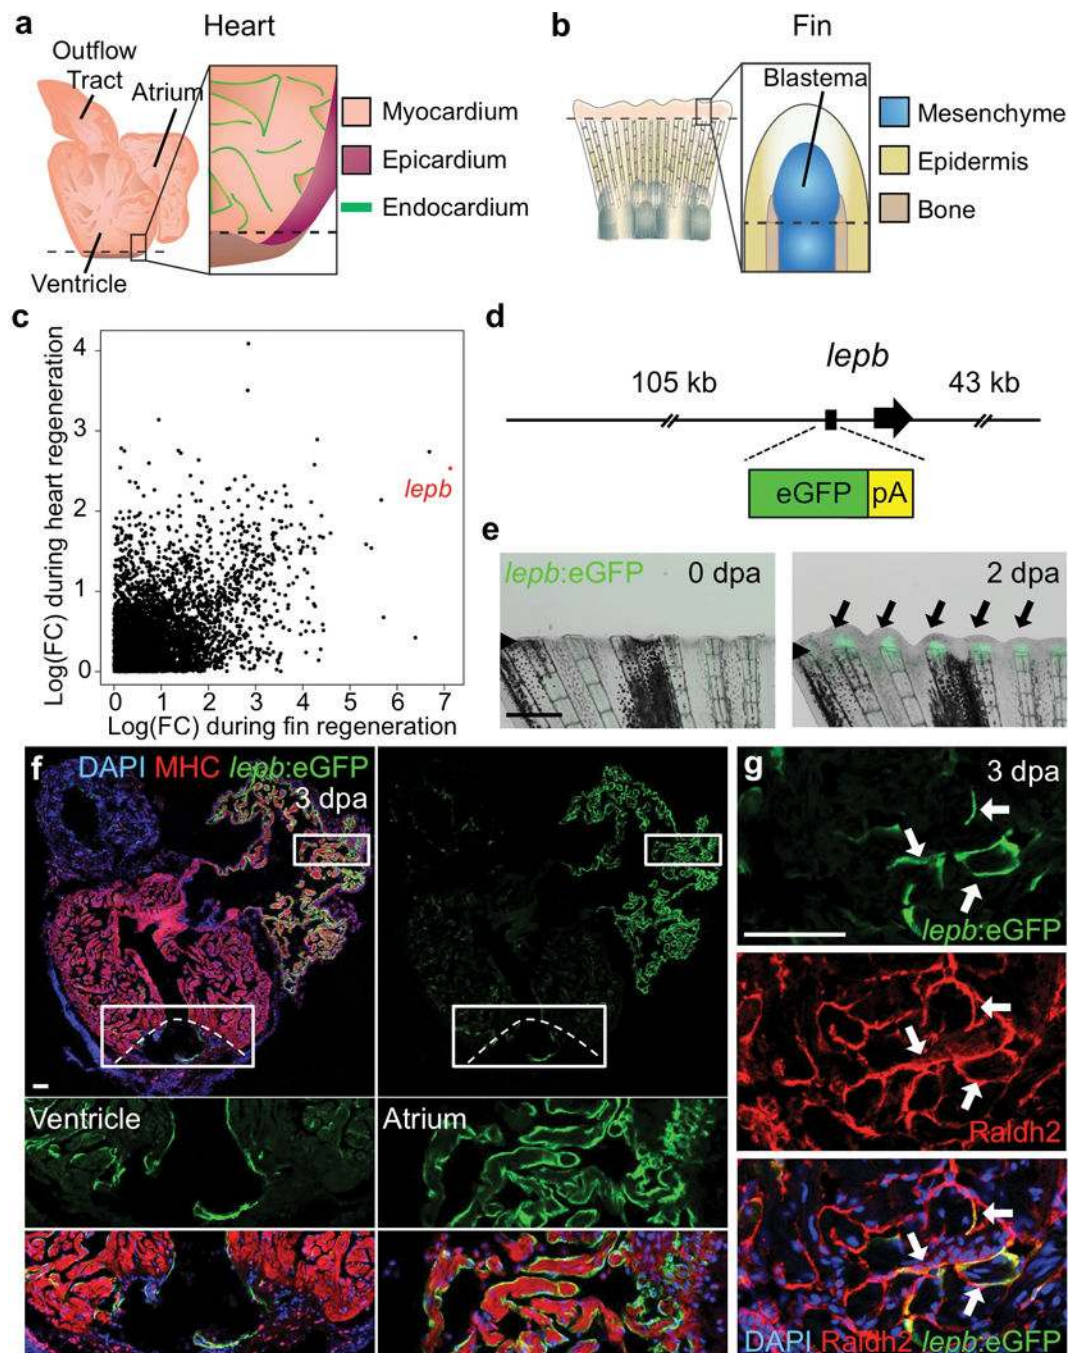 a
Heart
Outflow
Tract
Atrium
Ventricle
Myocardium
Epicardium
Endocardium
b
Fin
Blastema
Mesenchyme
Epidermis
Bone
c
Log(FC) during heart regeneration
4
3
2
1
0
lepb
0 1 2 3 4 5 6 7
Log(FC) during fin regeneration
d
lepb
105 kb
43 kb
eGFP pA
e
lepb:eGFP 0 dpa
2 dpa
f
DAPI MHC lepb:eGFP
3 dpa
Ventricle
Atrium
g
3 dpa
lepb:eGFP
Raldh2
DAPI Raldh2 lepb:eGFP